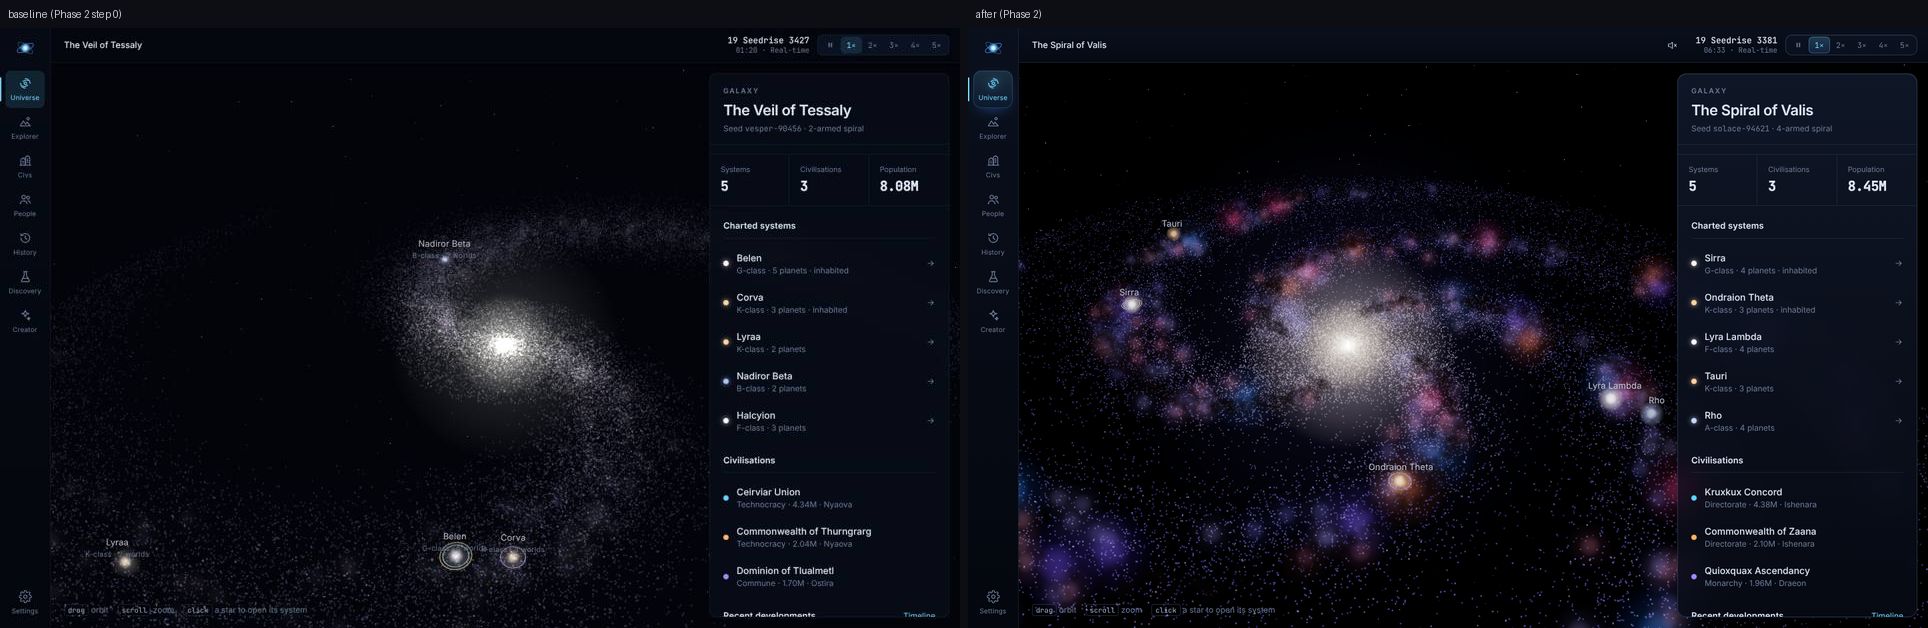 baseline (Phase 2 step 0)
The Veil of Tessaly
19 Seedrise 3427
01:20 · Real-time
1× 2× 3× 4× 5×
Universe
Explorer
Civs
People
History
Discovery
Creator
Settings
Nadiror Beta
B-class · 2 worlds
Lyraa
K-class · 2 worlds
Belen
Corva
drag orbit scroll zoom click a star to open its system
GALAXY
The Veil of Tessaly
Seed vesper-90456 · 2-armed spiral
Systems Civilisations Population
5 3 8.08M
Charted systems
Belen
G-class · 5 planets · inhabited
Corva
K-class · 3 planets · inhabited
Lyraa
K-class · 2 planets
Nadiror Beta
B-class · 2 planets
Halcyion
F-class · 3 planets
Civilisations
Ceirviar Union
Technocracy · 4.34M · Nyaova
Commonwealth of Thurngrarg
Technocracy · 2.04M · Nyaova
Dominion of Tlualmetl
Commune · 1.70M · Ostira
Recent developments Timeline
after (Phase 2)
The Spiral of Valis
19 Seedrise 3381
06:33 · Real-time
1× 2× 3× 4× 5×
Universe
Explorer
Civs
People
History
Discovery
Creator
Settings
Tauri
Sirra
Lyra Lambda
Rho
Ondraion Theta
drag orbit scroll zoom click a star to open its system
GALAXY
The Spiral of Valis
Seed solace-94621 · 4-armed spiral
Systems Civilisations Population
5 3 8.45M
Charted systems
Sirra
G-class · 4 planets · inhabited
Ondraion Theta
K-class · 3 planets · inhabited
Lyra Lambda
F-class · 4 planets
Tauri
K-class · 3 planets
Rho
A-class · 4 planets
Civilisations
Kruxkux Concord
Directorate · 4.38M · Ishenara
Commonwealth of Zaana
Directorate · 2.10M · Ishenara
Quioxquax Ascendancy
Monarchy · 1.96M · Draeon
Recent developments Timeline